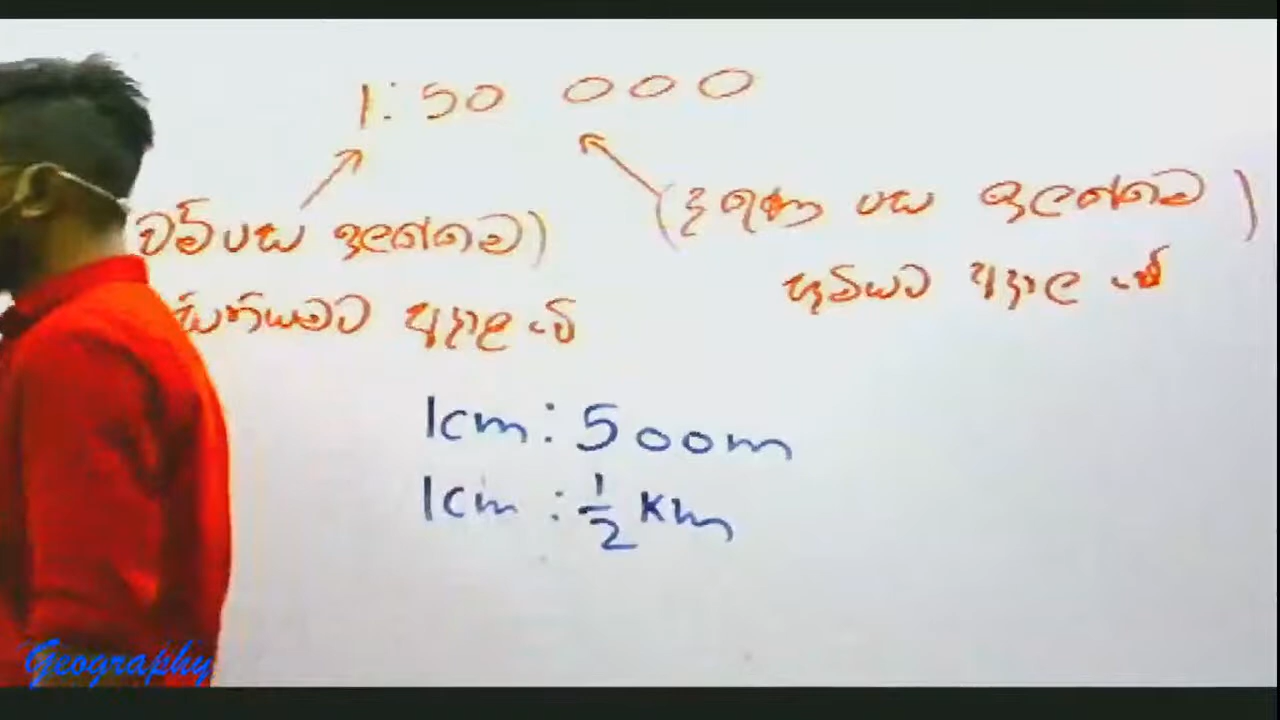 1:50 000
(වම්පස ඉලක්කම)
(දකුණු පස ඉලක්කම)
සිතියමට අදාළ වේ
භූමියට අදාල වේ
1cm: 500m
1cm : 1/2 km
Geography